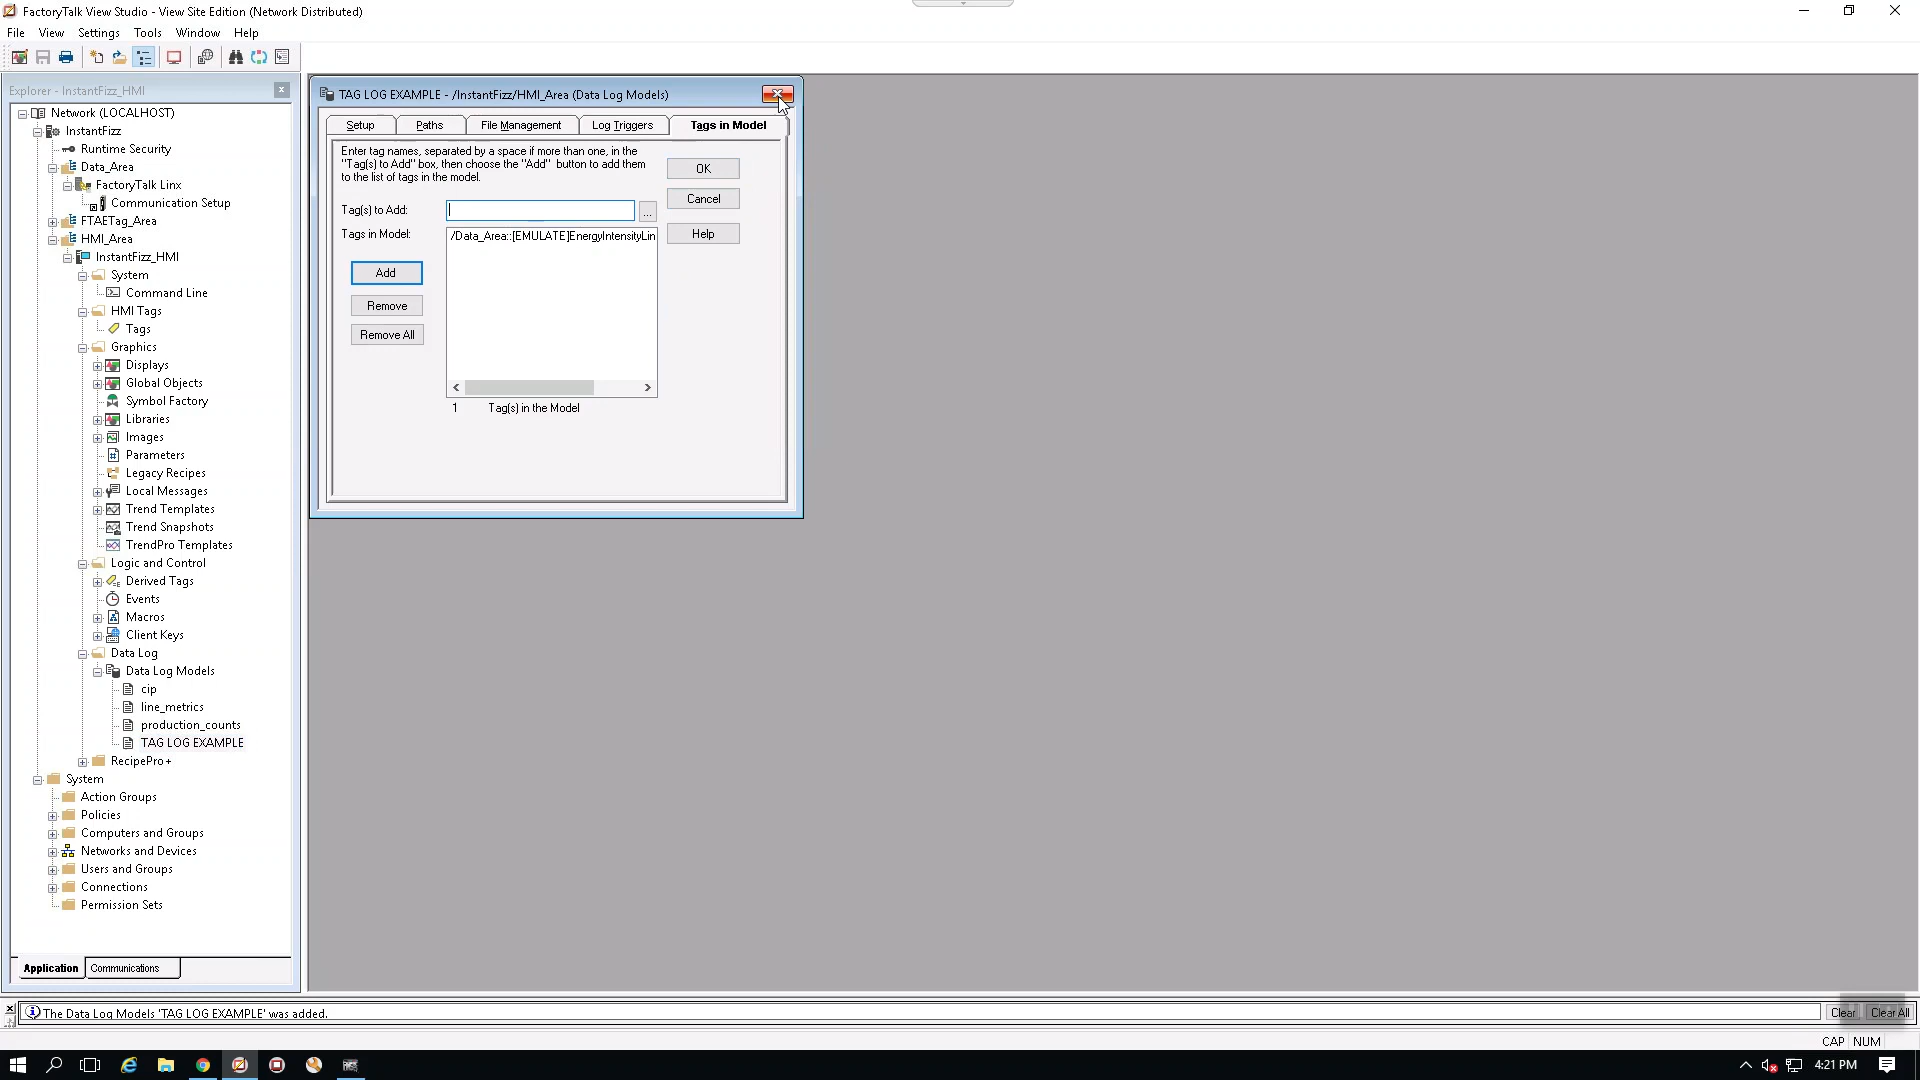 FactoryTalk View Studio - View Site Edition (Network Distributed)
File View Settings Tools Window Help
Explorer - InstantFizz_HMI
Network (LOCALHOST)
InstantFizz
Runtime Security
Data_Area
FactoryTalk Linx
Communication Setup
FTAETag_Area
HMI_Area
InstantFizz_HMI
System
Command Line
HMI Tags
Tags
Graphics
Displays
Global Objects
Symbol Factory
Libraries
Images
Parameters
Legacy Recipes
Local Messages
Trend Templates
Trend Snapshots
TrendPro Templates
Logic and Control
Derived Tags
Events
Macros
Client Keys
Data Log
Data Log Models
cip
line_metrics
production_counts
TAG LOG EXAMPLE
RecipePro+
System
Action Groups
Policies
Computers and Groups
Networks and Devices
Users and Groups
Connections
Permission Sets
Application Communications
TAG LOG EXAMPLE - /InstantFizz/HMI_Area (Data Log Models)
Setup Paths File Management Log Triggers Tags in Model
Enter tag names, separated by a space if more than one, in the
"Tag(s) to Add" box, then choose the "Add" button to add them
to the list of tags in the model.
OK
Cancel
Help
Tag(s) to Add:
...
Tags in Model:
/Data_Area::[EMULATE]EnergyIntensityLin
Add
Remove
Remove All
1 Tag(s) in the Model
The Data Log Models 'TAG LOG EXAMPLE' was added.
Clear Clear All
CAP NUM
4:21 PM